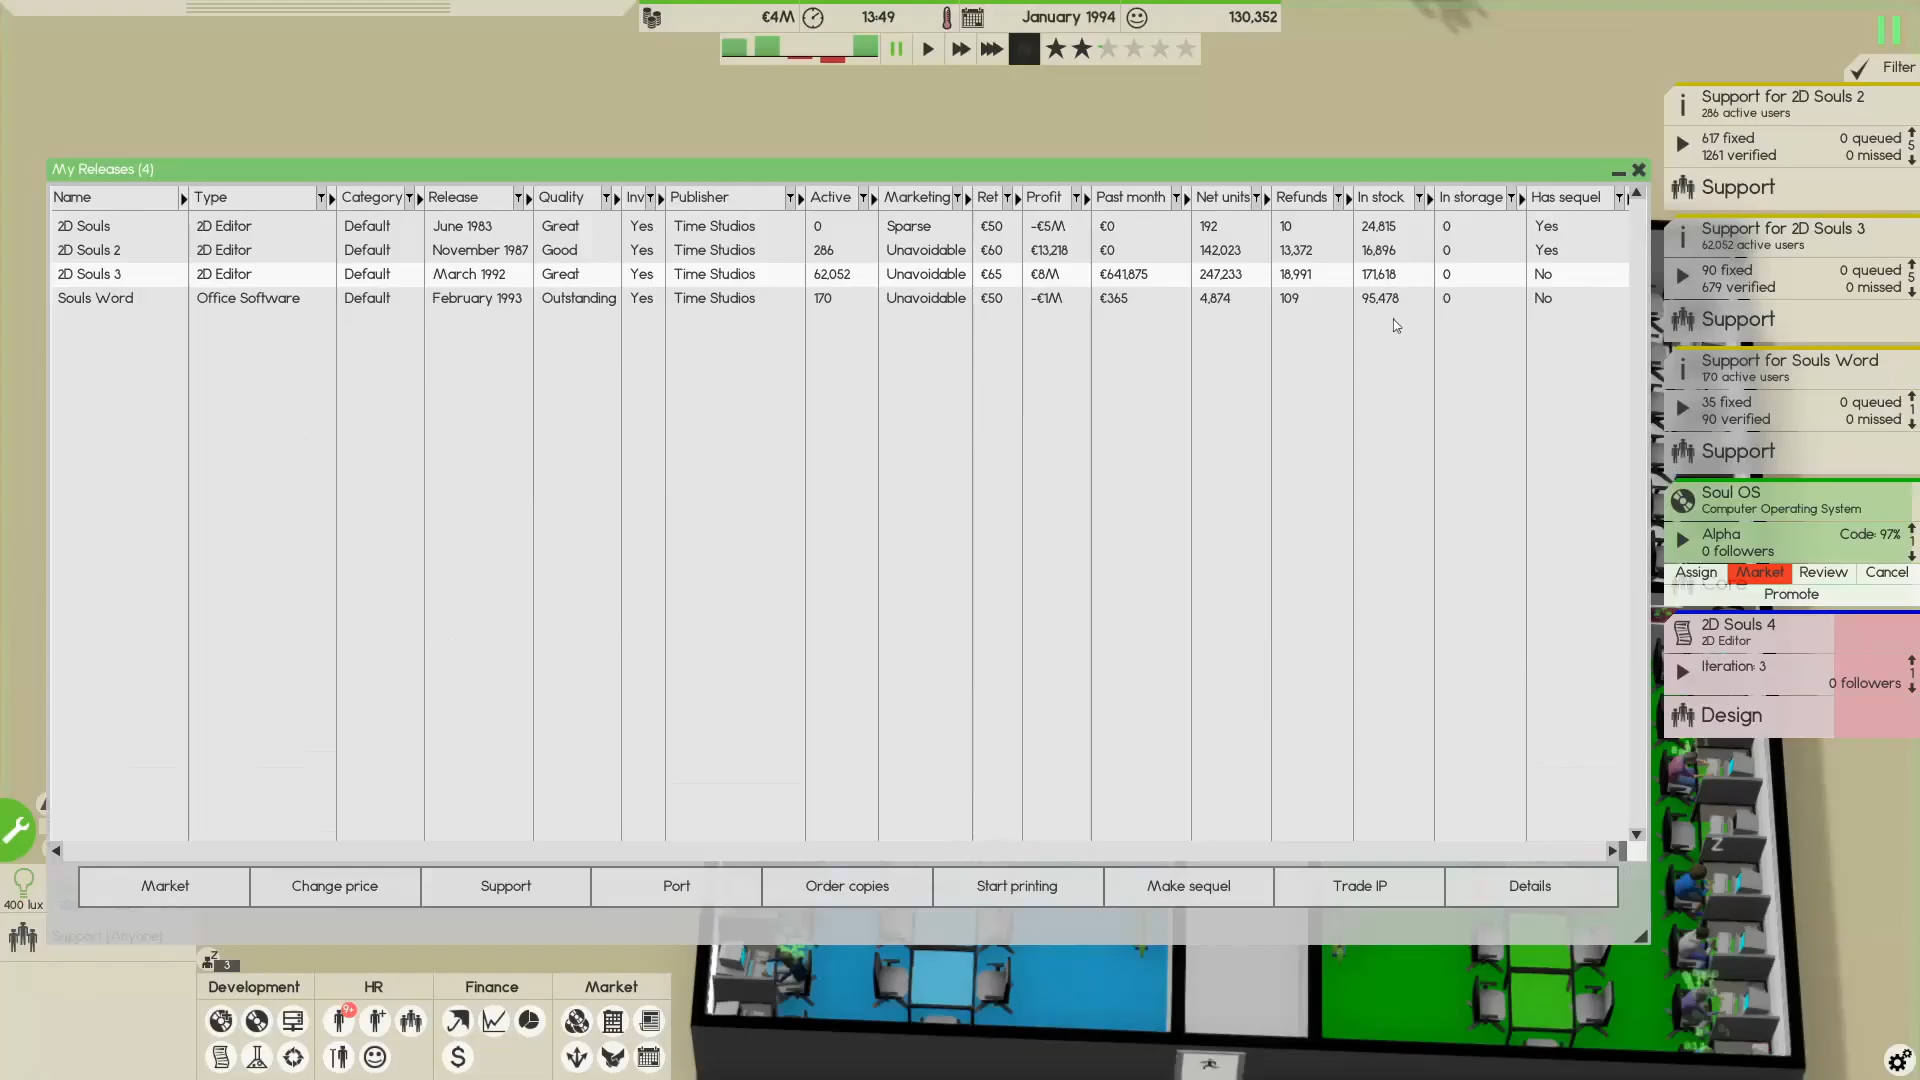 €4M 13:49 January 1994 130,352
Filter
Support for 2D Souls 2
286 active users
617 fixed 0 queued 5
1261 verified 0 missed
Support
Support for 2D Souls 3
62,052 active users
90 fixed 0 queued 5
679 verified 0 missed
Support
Support for Souls Word
170 active users
35 fixed 0 queued 1
90 verified 0 missed
Support
Soul OS
Computer Operating System
Alpha Code: 97% 1
0 followers
Assign Market Review Cancel
Core
Promote
2D Souls 4
2D Editor
Iteration: 3 1
0 followers
Design
My Releases (4)
Name Type Category Release Quality Inv Publisher Active Marketing Ret Profit Past month Net units Refunds In stock In storage Has sequel
2D Souls 2D Editor Default June 1983 Great Yes Time Studios 0 Sparse €50 -€5M €0 192 10 24,815 0 Yes
2D Souls 2 2D Editor Default November 1987 Good Yes Time Studios 286 Unavoidable €60 €13,218 €0 142,023 13,372 16,896 0 Yes
2D Souls 3 2D Editor Default March 1992 Great Yes Time Studios 62,052 Unavoidable €65 €8M €641,875 247,233 18,991 171,618 0 No
Souls Word Office Software Default February 1993 Outstanding Yes Time Studios 170 Unavoidable €50 -€1M €365 4,874 109 95,478 0 No
Market Change price Support Port Order copies Start printing Make sequel Trade IP Details
400 lux
Support (Anyone)
Z 3
Development HR Finance Market
9+
Z